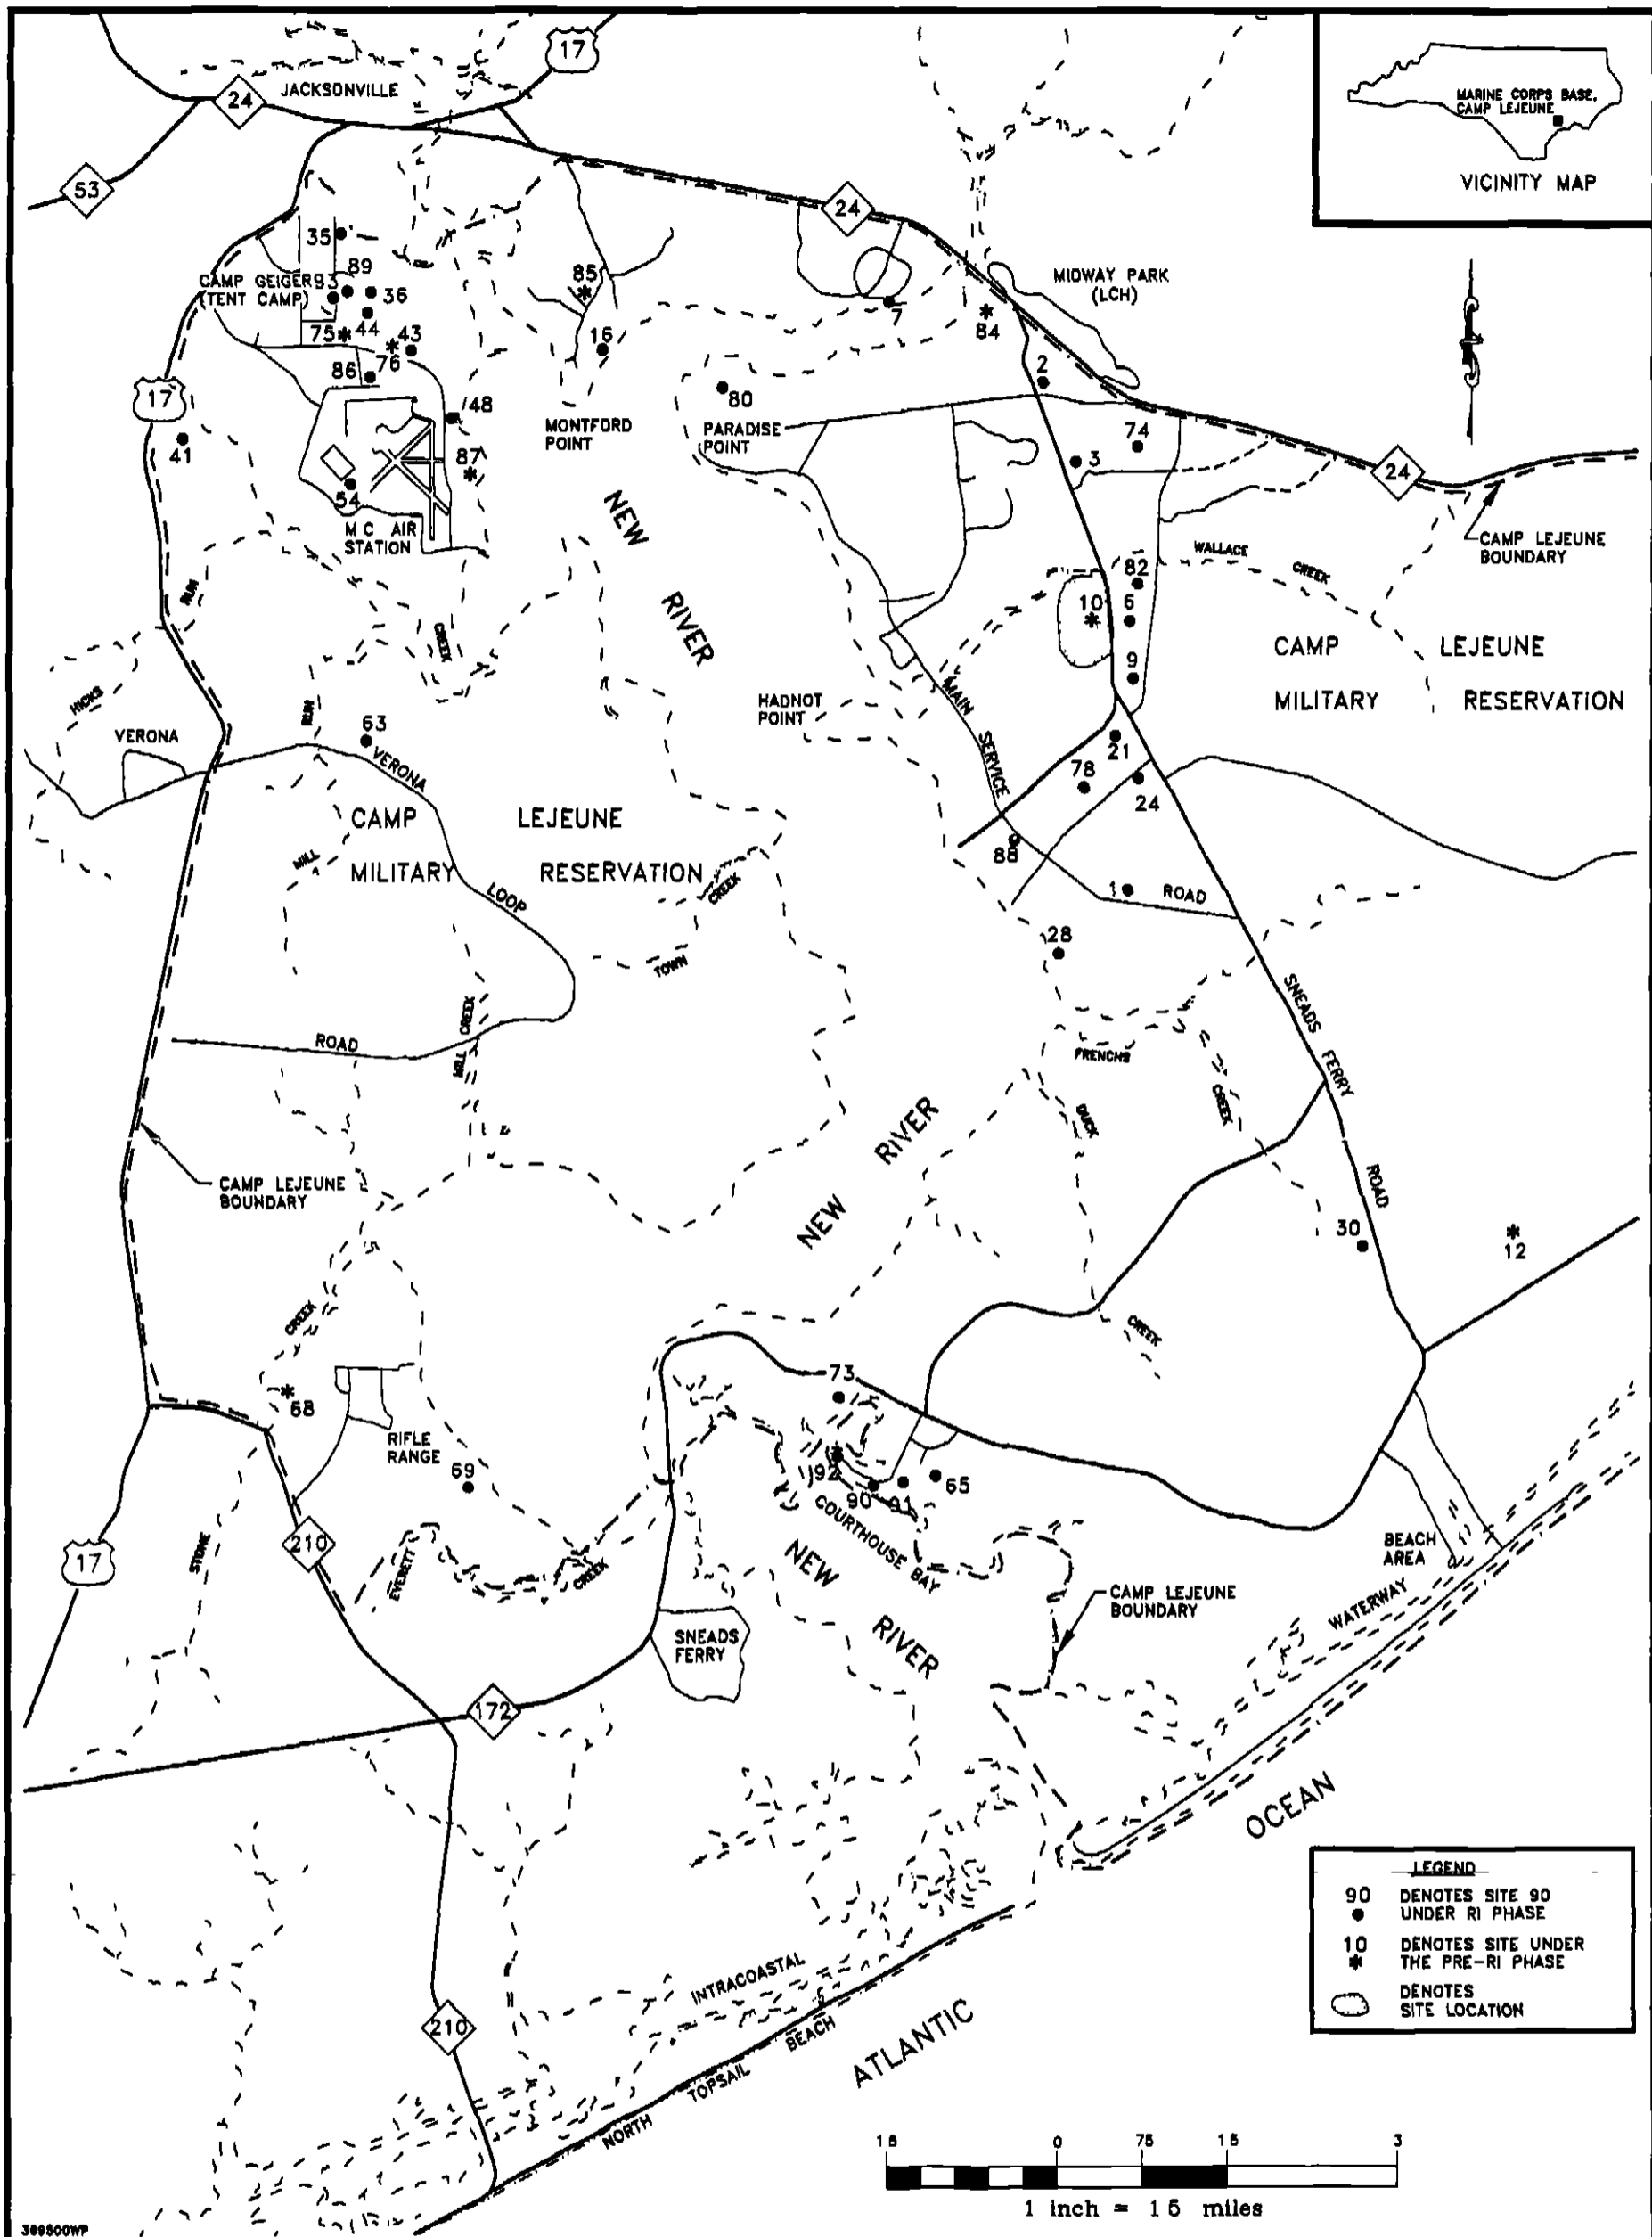 17
JACKSONVILLE
24
53
MARINE CORPS BASE,
CAMP LEJEUNE
VICINITY MAP
24
35
89
CAMP GEIGER 93
(TENT CAMP)
36
44
75
43
76
86
85
16
7
84
MIDWAY PARK
(LCH)
2
17
41
48
87
54
M C AIR
STATION
MONTFORD
POINT
80
PARADISE
POINT
74
3
24
CAMP LEJEUNE
BOUNDARY
NEW
RIVER
WALLACE
CREEK
82
10
6
9
CAMP LEJEUNE
MILITARY RESERVATION
RUN
CREEK
HICKS
RUN
VERONA
63
VERONA
HADNOT
POINT
MAIN
SERVICE
21
78
24
88
1
ROAD
CAMP LEJEUNE
MILITARY RESERVATION
MILL
LOOP
CREEK
TOWN
28
SNEADS
FERRY
ROAD
CREEK
MILL
ROAD
FRENCHS
CREEK
DUCK
CREEK
RIVER
NEW
CAMP LEJEUNE
BOUNDARY
30
12
CREEK
68
RIFLE
RANGE
69
73
92
90
91
65
COURTHOUSE BAY
NEW
RIVER
BEACH
AREA
WATERWAY
CAMP LEJEUNE
BOUNDARY
17
210
STONE
EVERETT
CREEK
SNEADS
FERRY
172
OCEAN
210
INTRACOASTAL
NORTH TOPSAIL BEACH
ATLANTIC
LEGEND
90 DENOTES SITE 90
UNDER RI PHASE
10 DENOTES SITE UNDER
* THE PRE-RI PHASE
DENOTES
SITE LOCATION
1 5 0 75 1 5 3
1 inch = 1 5 miles
369500WP